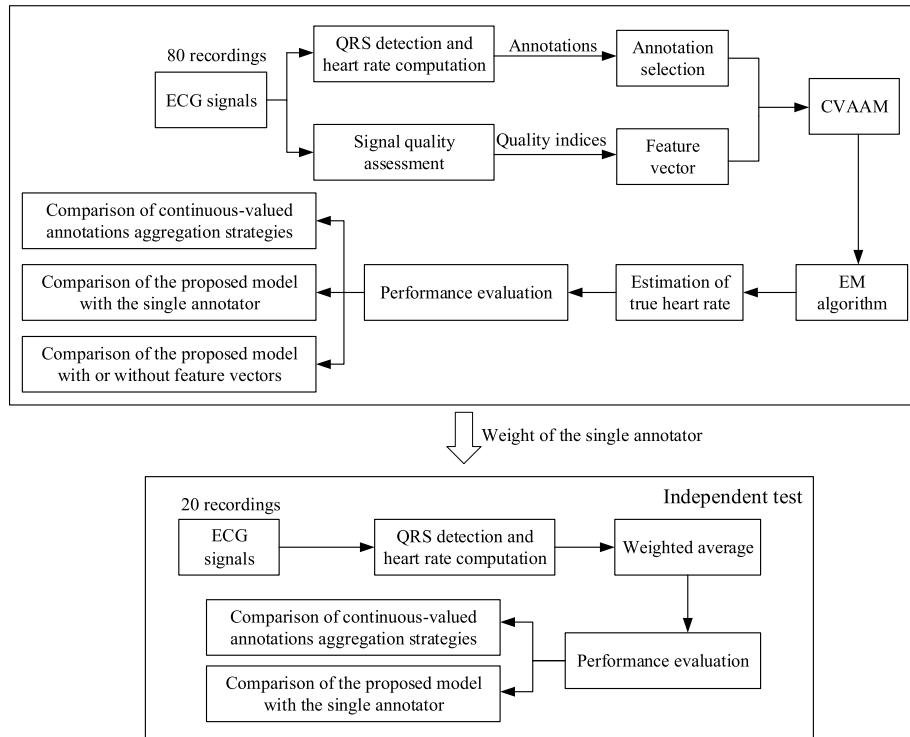 80 recordings
ECG signals
QRS detection and
heart rate computation
Annotations
Annotation
selection
Signal quality
assessment
Quality indices
Feature
vector
CVAAM
EM
algorithm
Estimation of
true heart rate
Performance evaluation
Comparison of continuous-valued
annotations aggregation strategies
Comparison of the proposed model
with the single annotator
Comparison of the proposed model
with or without feature vectors
Weight of the single annotator
Independent test
20 recordings
ECG
signals
QRS detection and
heart rate computation
Weighted average
Performance evaluation
Comparison of continuous-valued
annotations aggregation strategies
Comparison of the proposed model
with the single annotator